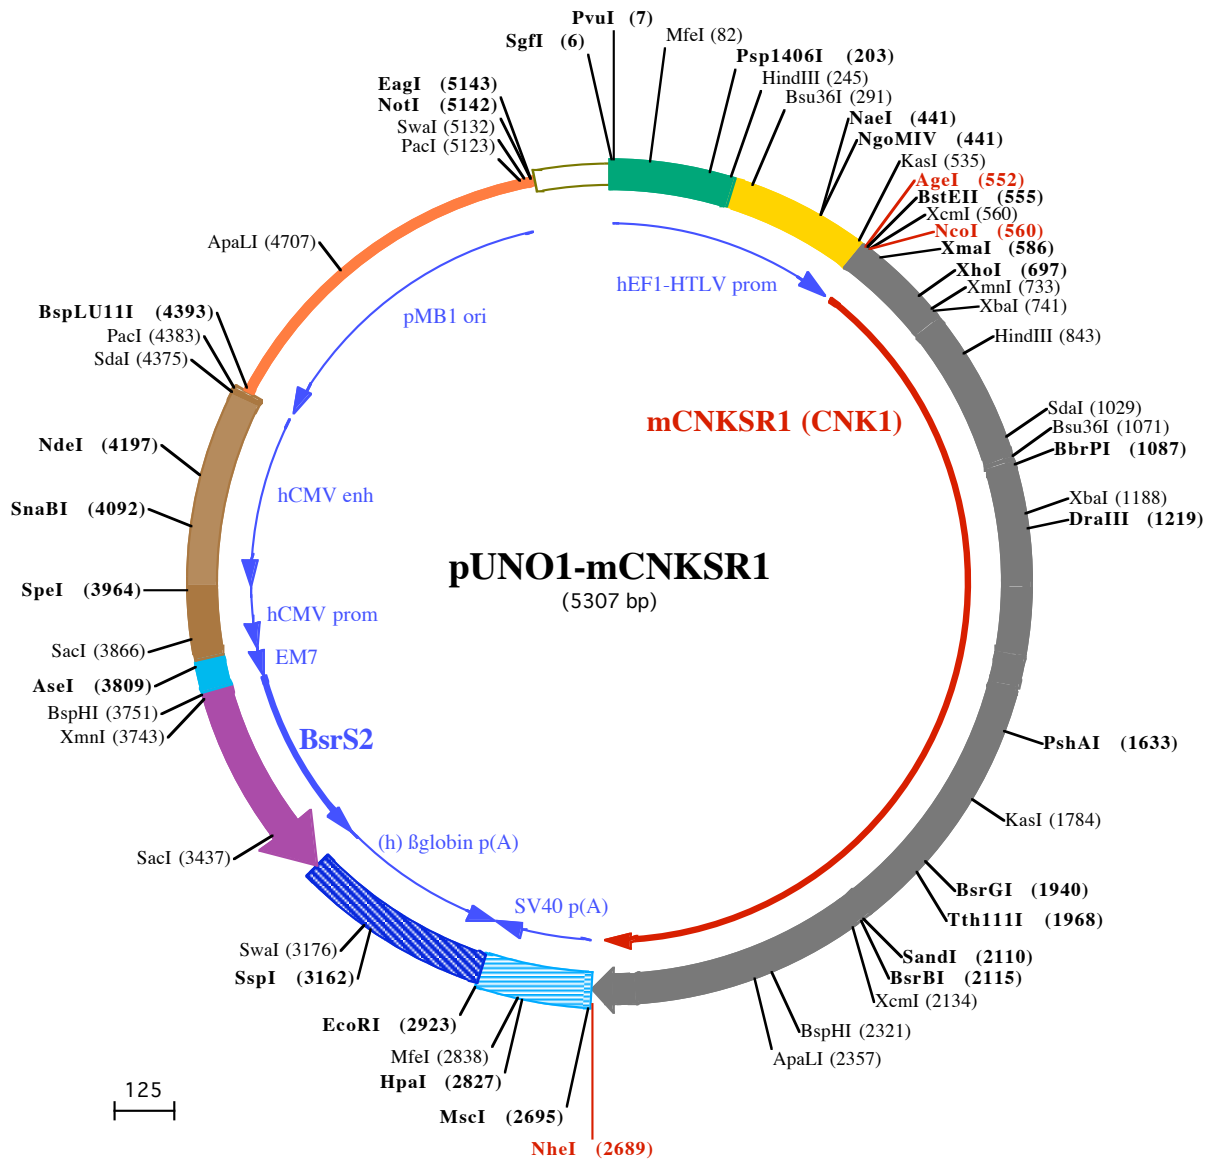 PvuI (7)
SgfI (6)
MfeI (82)
Psp1406I (203)
HindIII (245)
Bsu36I (291)
NaeI (441)
NgoMIV (441)
KasI (535)
AgeI (552)
BstEII (555)
XcmI (560)
NcoI (560)
XmaI (586)
XhoI (697)
XmnI (733)
XbaI (741)
HindIII (843)
SdaI (1029)
Bsu36I (1071)
BbrPI (1087)
XbaI (1188)
DraIII (1219)
PshAI (1633)
KasI (1784)
BsrGI (1940)
Tth111I (1968)
SandI (2110)
BsrBI (2115)
XcmI (2134)
BspHI (2321)
ApaLI (2357)
NheI (2689)
MscI (2695)
HpaI (2827)
MfeI (2838)
EcoRI (2923)
SspI (3162)
SwaI (3176)
SacI (3437)
XmnI (3743)
BspHI (3751)
AseI (3809)
SacI (3866)
SpeI (3964)
SnaBI (4092)
NdeI (4197)
SdaI (4375)
PacI (4383)
BspLU11I (4393)
ApaLI (4707)
PacI (5123)
SwaI (5132)
NotI (5142)
EagI (5143)
hEF1-HTLV prom
pMB1 ori
mCNKSR1 (CNK1)
hCMV enh
pUNO1-mCNKSR1
(5307 bp)
hCMV prom
EM7
BsrS2
(h) ßglobin p(A)
SV40 p(A)
125